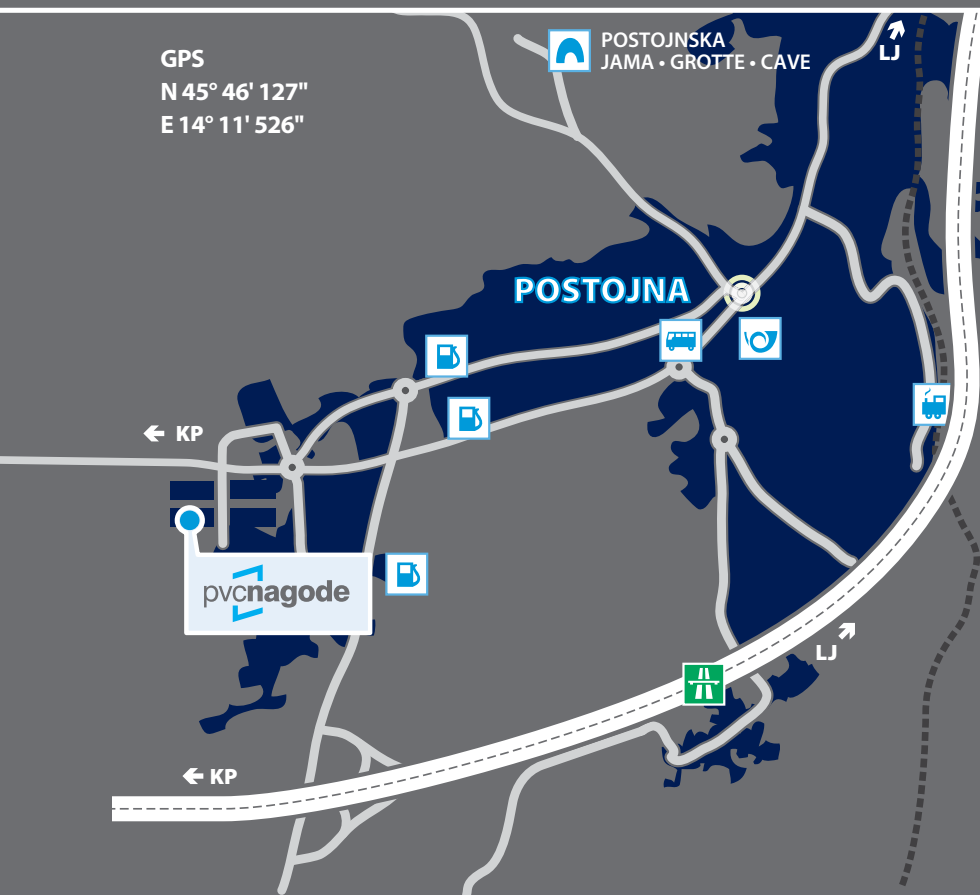 GPS
N 45° 46' 127"
E 14° 11' 526"
POSTOJNSKA
JAMA • GROTTE • CAVE
LJ
POSTOJNA
KP
pvcnagode
LJ
KP